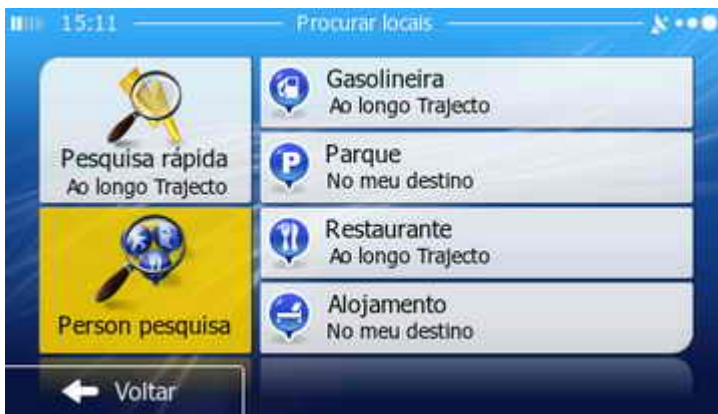 15:11
Procurar locais
Pesquisa rápida
Ao longo Trajecto
Person pesquisa
Gasolineira
Ao longo Trajecto
P
Parque
No meu destino
Restaurante
Ao longo Trajecto
Alojamento
No meu destino
Voltar